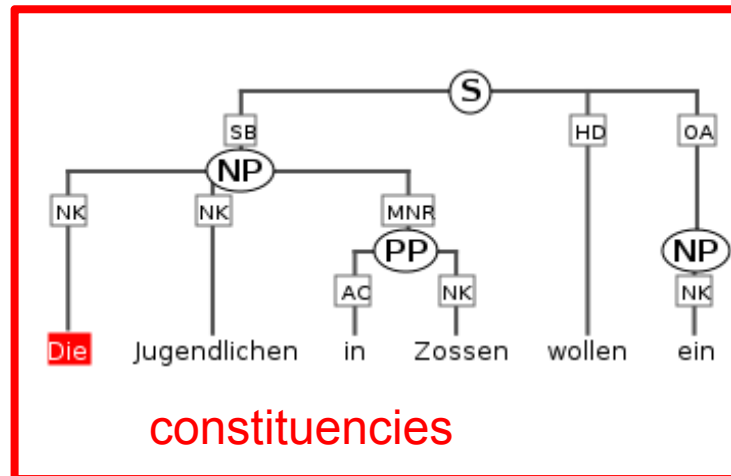 S
SB HD OA
NP
NK NK MNR
PP NP
AC NK NK
Die Jugendlichen in Zossen wollen ein
constituencies